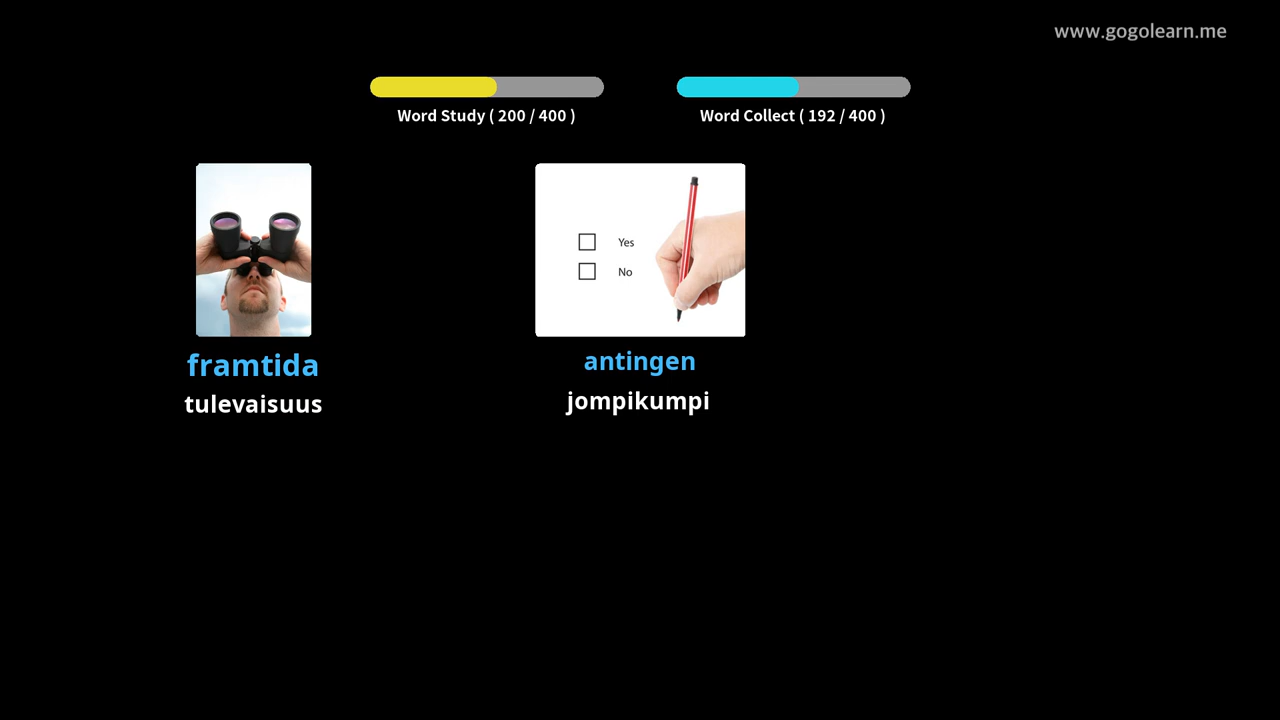 www.gogolearn.me
Word Study ( 200 / 400 )
Word Collect ( 192 / 400 )
Yes
No
framtida
tulevaisuus
antingen
jompikumpi